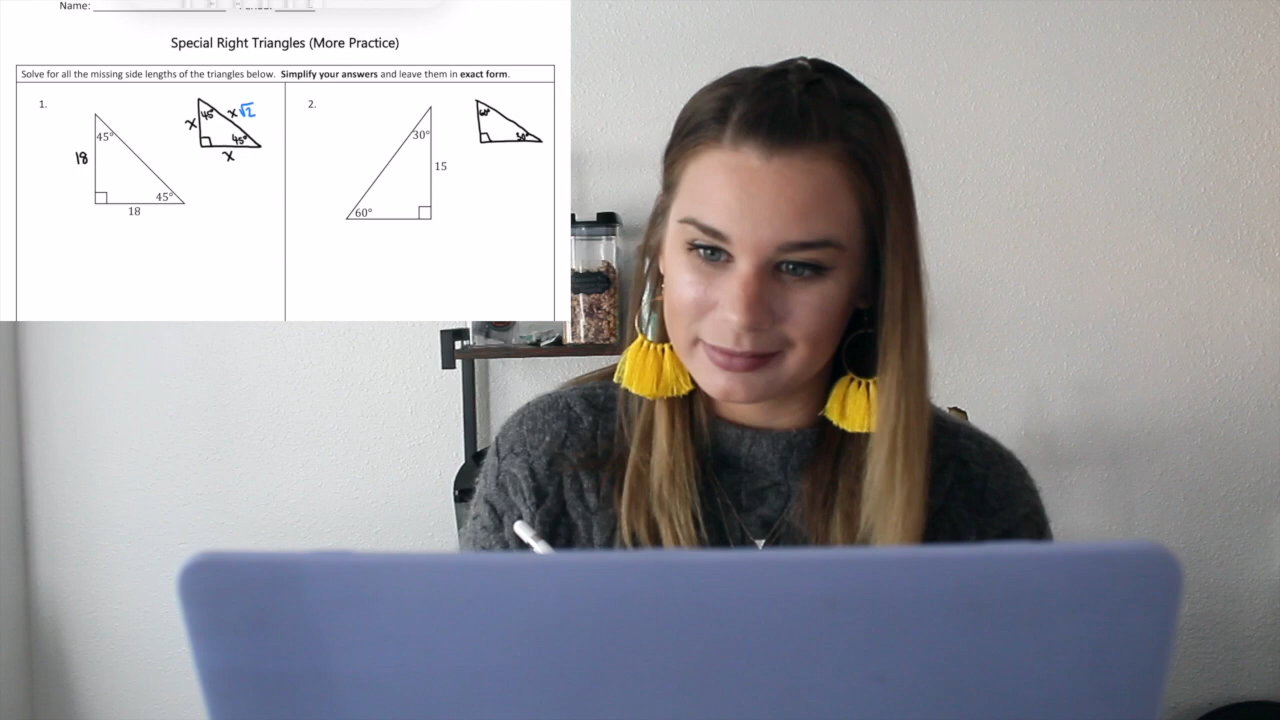 Name:
Special Right Triangles (More Practice)
Solve for all the missing side lengths of the triangles below. Simplify your answers and leave them in exact form.
1.
45°
18
45°
18
45°
x√2
x
45°
x
2.
30°
15
60°
60°
30°